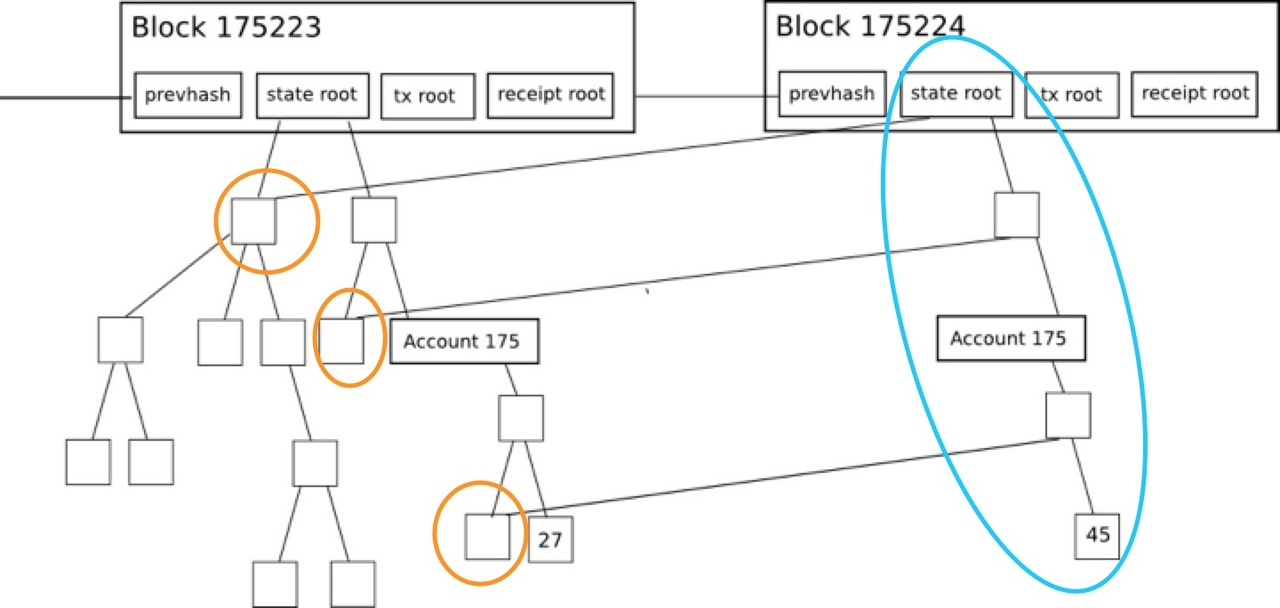 Block 175223
prevhash
state root
tx root
receipt root
Block 175224
prevhash
state root
tx root
receipt root
Account 175
Account 175
27
45